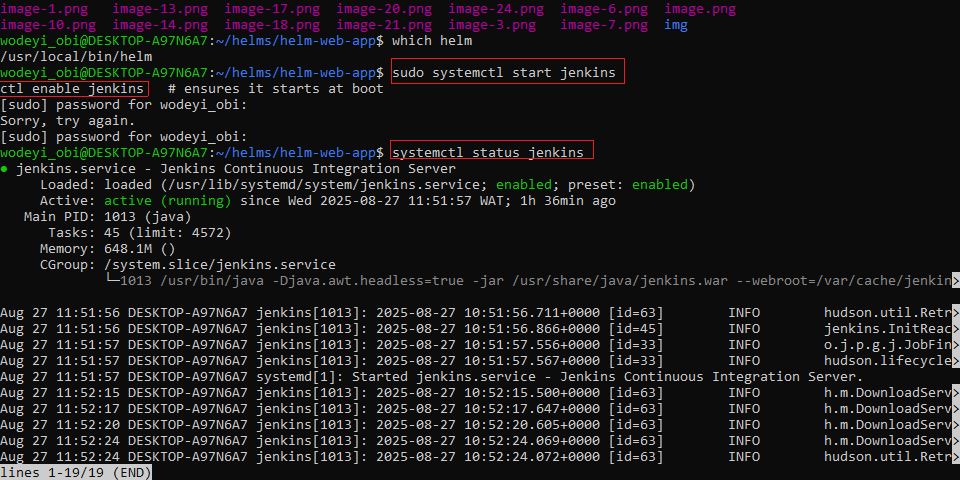 image-1.png image-13.png image-17.png image-20.png image-24.png image-6.png image.png
image-10.png image-14.png image-18.png image-21.png image-3.png image-7.png img
wodeyi_obi@DESKTOP-A97N6A7:~/helms/helm-web-app$ which helm
/usr/local/bin/helm
wodeyi_obi@DESKTOP-A97N6A7:~/helms/helm-web-app$ sudo systemctl start jenkins
ctl enable jenkins # ensures it starts at boot
[sudo] password for wodeyi_obi:
Sorry, try again.
[sudo] password for wodeyi_obi:
wodeyi_obi@DESKTOP-A97N6A7:~/helms/helm-web-app$ systemctl status jenkins
● jenkins.service - Jenkins Continuous Integration Server
Loaded: loaded (/usr/lib/systemd/system/jenkins.service; enabled; preset: enabled)
Active: active (running) since Wed 2025-08-27 11:51:57 WAT; 1h 36min ago
Main PID: 1013 (java)
Tasks: 45 (limit: 4572)
Memory: 648.1M ()
CGroup: /system.slice/jenkins.service
└─1013 /usr/bin/java -Djava.awt.headless=true -jar /usr/share/java/jenkins.war --webroot=/var/cache/jenkin>
Aug 27 11:51:56 DESKTOP-A97N6A7 jenkins[1013]: 2025-08-27 10:51:56.711+0000 [id=63] INFO hudson.util.Retr>
Aug 27 11:51:56 DESKTOP-A97N6A7 jenkins[1013]: 2025-08-27 10:51:56.866+0000 [id=45] INFO jenkins.InitReac>
Aug 27 11:51:57 DESKTOP-A97N6A7 jenkins[1013]: 2025-08-27 10:51:57.556+0000 [id=33] INFO o.j.p.g.j.JobFin>
Aug 27 11:51:57 DESKTOP-A97N6A7 jenkins[1013]: 2025-08-27 10:51:57.567+0000 [id=33] INFO hudson.lifecycle>
Aug 27 11:51:57 DESKTOP-A97N6A7 systemd[1]: Started jenkins.service - Jenkins Continuous Integration Server.
Aug 27 11:52:15 DESKTOP-A97N6A7 jenkins[1013]: 2025-08-27 10:52:15.500+0000 [id=63] INFO h.m.DownloadServ>
Aug 27 11:52:17 DESKTOP-A97N6A7 jenkins[1013]: 2025-08-27 10:52:17.647+0000 [id=63] INFO h.m.DownloadServ>
Aug 27 11:52:20 DESKTOP-A97N6A7 jenkins[1013]: 2025-08-27 10:52:20.605+0000 [id=63] INFO h.m.DownloadServ>
Aug 27 11:52:24 DESKTOP-A97N6A7 jenkins[1013]: 2025-08-27 10:52:24.069+0000 [id=63] INFO h.m.DownloadServ>
Aug 27 11:52:24 DESKTOP-A97N6A7 jenkins[1013]: 2025-08-27 10:52:24.072+0000 [id=63] INFO hudson.util.Retr>
lines 1-19/19 (END)